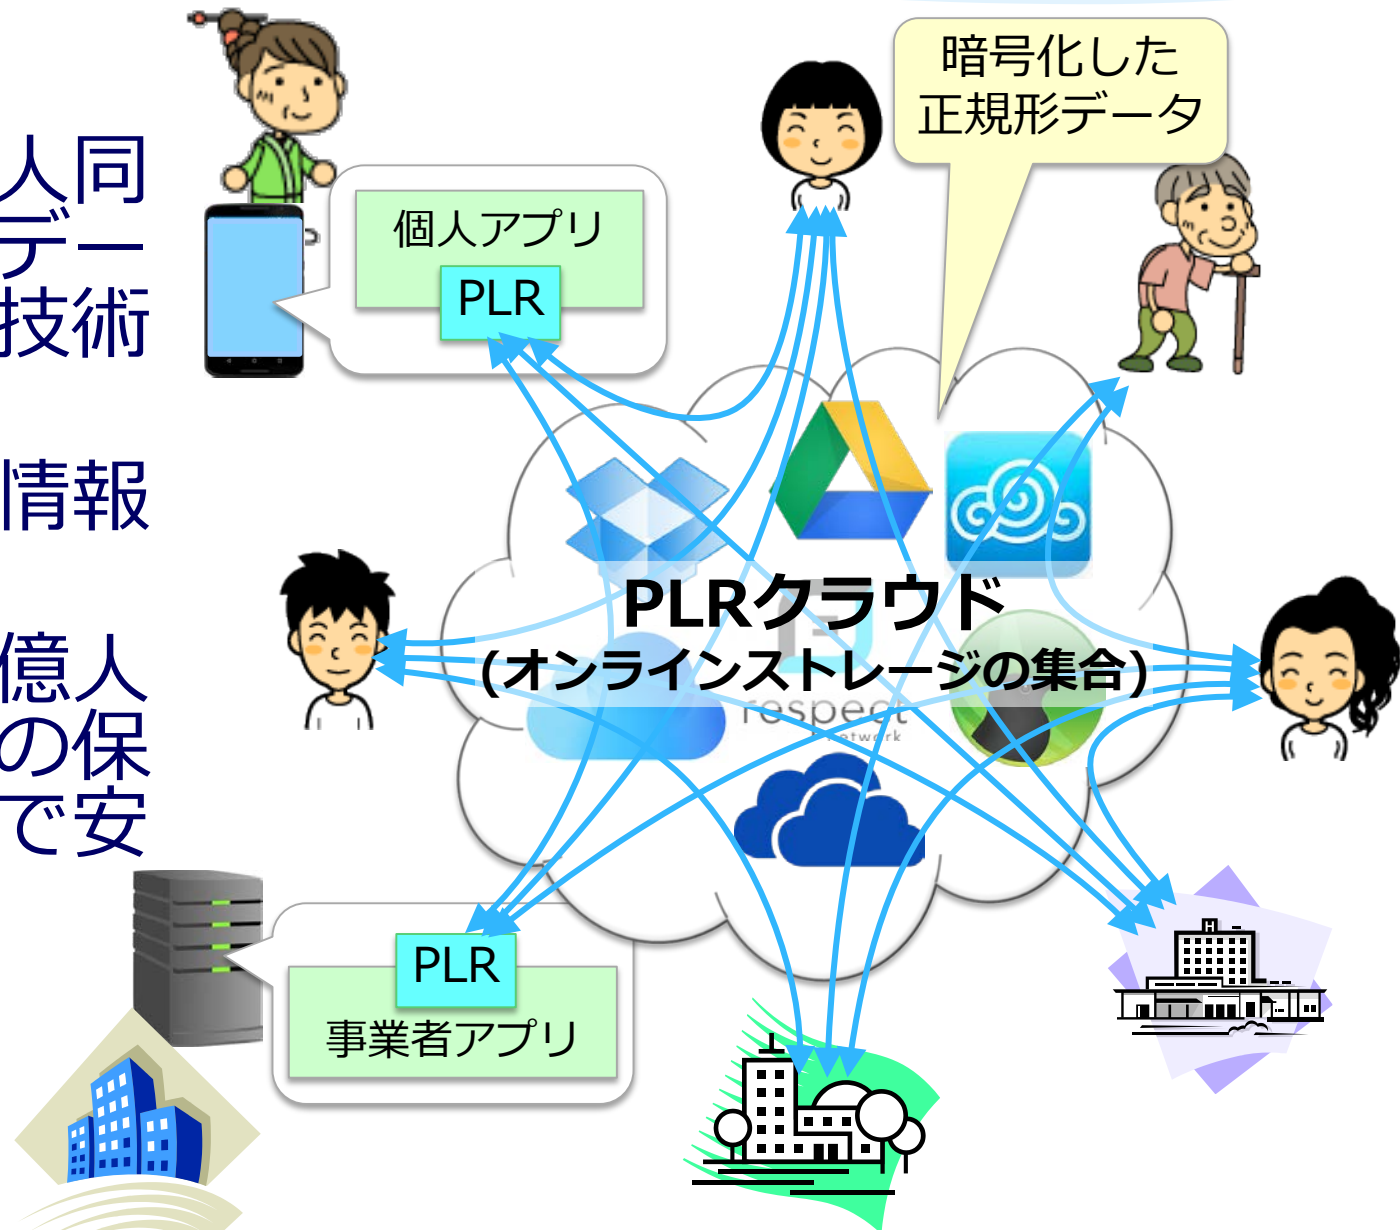 人同
デー
技術
情報
億人
の保
で安
暗号化した
正規形データ
個人アプリ
PLR
PLRクラウド
(オンラインストレージの集合)
respect
network
PLR
事業者アプリ
H